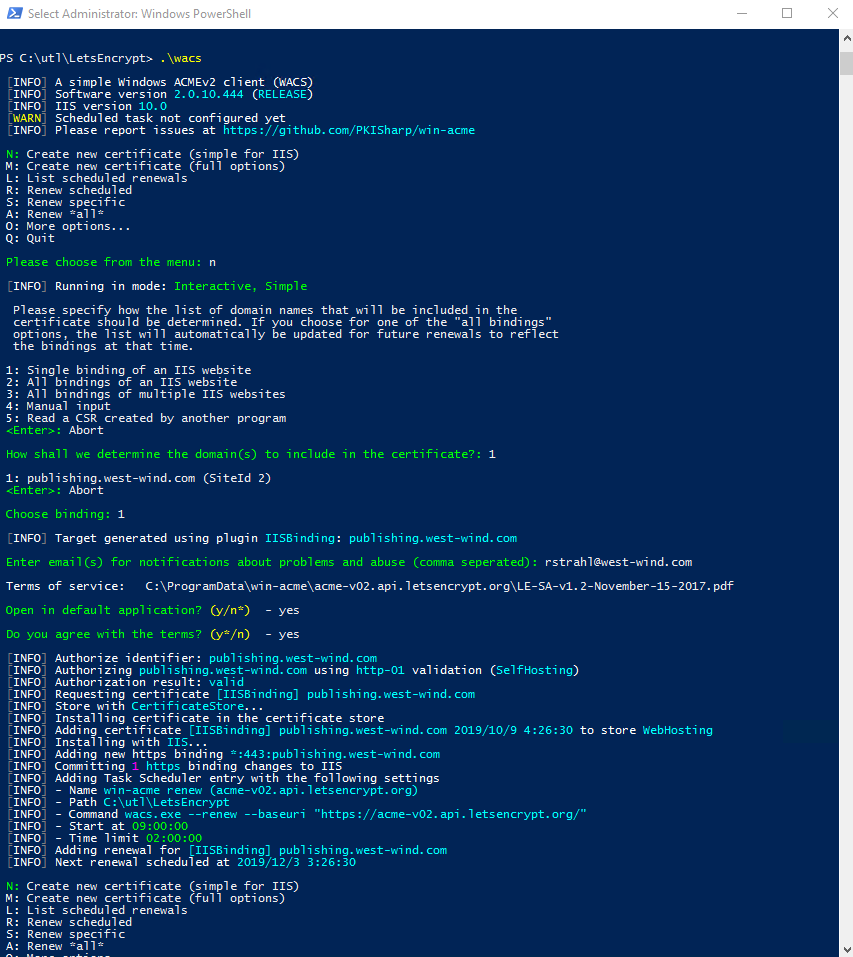 Select Administrator: Windows PowerShell
PS C:\utl\LetsEncrypt> .\wacs
[INFO] A simple Windows ACMEv2 client (WACS)
[INFO] Software version 2.0.10.444 (RELEASE)
[INFO] IIS version 10.0
[WARN] Scheduled task not configured yet
[INFO] Please report issues at https://github.com/PKISharp/win-acme
N: Create new certificate (simple for IIS)
M: Create new certificate (full options)
L: List scheduled renewals
R: Renew scheduled
S: Renew specific
A: Renew *all*
O: More options...
Q: Quit
Please choose from the menu: n
[INFO] Running in mode: Interactive, Simple
Please specify how the list of domain names that will be included in the
certificate should be determined. If you choose for one of the "all bindings"
options, the list will automatically be updated for future renewals to reflect
the bindings at that time.
1: Single binding of an IIS website
2: All bindings of an IIS website
3: All bindings of multiple IIS websites
4: Manual input
5: Read a CSR created by another program
<Enter>: Abort
How shall we determine the domain(s) to include in the certificate?: 1
1: publishing.west-wind.com (SiteId 2)
<Enter>: Abort
Choose binding: 1
[INFO] Target generated using plugin IISBinding: publishing.west-wind.com
Enter email(s) for notifications about problems and abuse (comma seperated): rstrahl@west-wind.com
Terms of service:   C:\ProgramData\win-acme\acme-v02.api.letsencrypt.org\LE-SA-v1.2-November-15-2017.pdf
Open in default application? (y/n*)  - yes
Do you agree with the terms? (y*/n)  - yes
[INFO] Authorize identifier: publishing.west-wind.com
[INFO] Authorizing publishing.west-wind.com using http-01 validation (SelfHosting)
[INFO] Authorization result: valid
[INFO] Requesting certificate [IISBinding] publishing.west-wind.com
[INFO] Store with CertificateStore...
[INFO] Installing certificate in the certificate store
[INFO] Adding certificate [IISBinding] publishing.west-wind.com 2019/10/9 4:26:30 to store WebHosting
[INFO] Installing with IIS...
[INFO] Adding new https binding *:443:publishing.west-wind.com
[INFO] Committing 1 https binding changes to IIS
[INFO] Adding Task Scheduler entry with the following settings
[INFO] - Name win-acme renew (acme-v02.api.letsencrypt.org)
[INFO] - Path C:\utl\LetsEncrypt
[INFO] - Command wacs.exe --renew --baseuri "https://acme-v02.api.letsencrypt.org/"
[INFO] - Start at 09:00:00
[INFO] - Time limit 02:00:00
[INFO] Adding renewal for [IISBinding] publishing.west-wind.com
[INFO] Next renewal scheduled at 2019/12/3 3:26:30
N: Create new certificate (simple for IIS)
M: Create new certificate (full options)
L: List scheduled renewals
R: Renew scheduled
S: Renew specific
A: Renew *all*